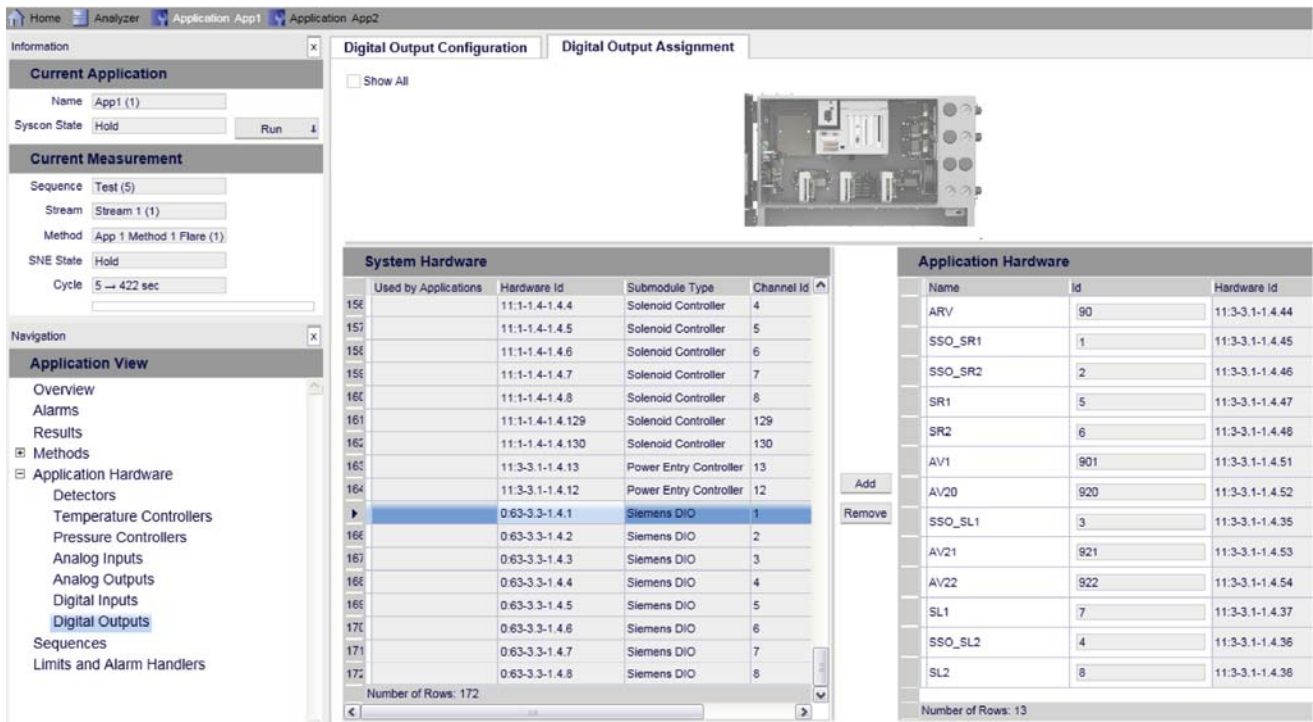 Home Analyzer Application App1 Application App2
Information x
Current Application
Name App1 (1)
Syscon State Hold Run
Current Measurement
Sequence Test (5)
Stream Stream 1 (1)
Method App 1 Method 1 Flare (1)
SNE State Hold
Cycle 5 → 422 sec
Navigation x
Application View
Overview
Alarms
Results
Methods
Application Hardware
Detectors
Temperature Controllers
Pressure Controllers
Analog Inputs
Analog Outputs
Digital Inputs
Digital Outputs
Sequences
Limits and Alarm Handlers
Digital Output Configuration Digital Output Assignment
Show All
System Hardware
Used by Applications Hardware Id Submodule Type Channel Id
156 11:1-1.4-1.4.4 Solenoid Controller 4
157 11:1-1.4-1.4.5 Solenoid Controller 5
158 11:1-1.4-1.4.6 Solenoid Controller 6
159 11:1-1.4-1.4.7 Solenoid Controller 7
160 11:1-1.4-1.4.8 Solenoid Controller 8
161 11:1-1.4-1.4.129 Solenoid Controller 129
162 11:1-1.4-1.4.130 Solenoid Controller 130
163 11:3-3.1-1.4.13 Power Entry Controller 13
164 11:3-3.1-1.4.12 Power Entry Controller 12
0:63-3.3-1.4.1 Siemens DIO 1
166 0:63-3.3-1.4.2 Siemens DIO 2
167 0:63-3.3-1.4.3 Siemens DIO 3
168 0:63-3.3-1.4.4 Siemens DIO 4
169 0:63-3.3-1.4.5 Siemens DIO 5
170 0:63-3.3-1.4.6 Siemens DIO 6
171 0:63-3.3-1.4.7 Siemens DIO 7
172 0:63-3.3-1.4.8 Siemens DIO 8
Number of Rows: 172
Add
Remove
Application Hardware
Name Id Hardware Id
ARV 90 11:3-3.1-1.4.44
SSO_SR1 1 11:3-3.1-1.4.45
SSO_SR2 2 11:3-3.1-1.4.46
SR1 5 11:3-3.1-1.4.47
SR2 6 11:3-3.1-1.4.48
AV1 901 11:3-3.1-1.4.51
AV20 920 11:3-3.1-1.4.52
SSO_SL1 3 11:3-3.1-1.4.35
AV21 921 11:3-3.1-1.4.53
AV22 922 11:3-3.1-1.4.54
SL1 7 11:3-3.1-1.4.37
SSO_SL2 4 11:3-3.1-1.4.36
SL2 8 11:3-3.1-1.4.38
Number of Rows: 13